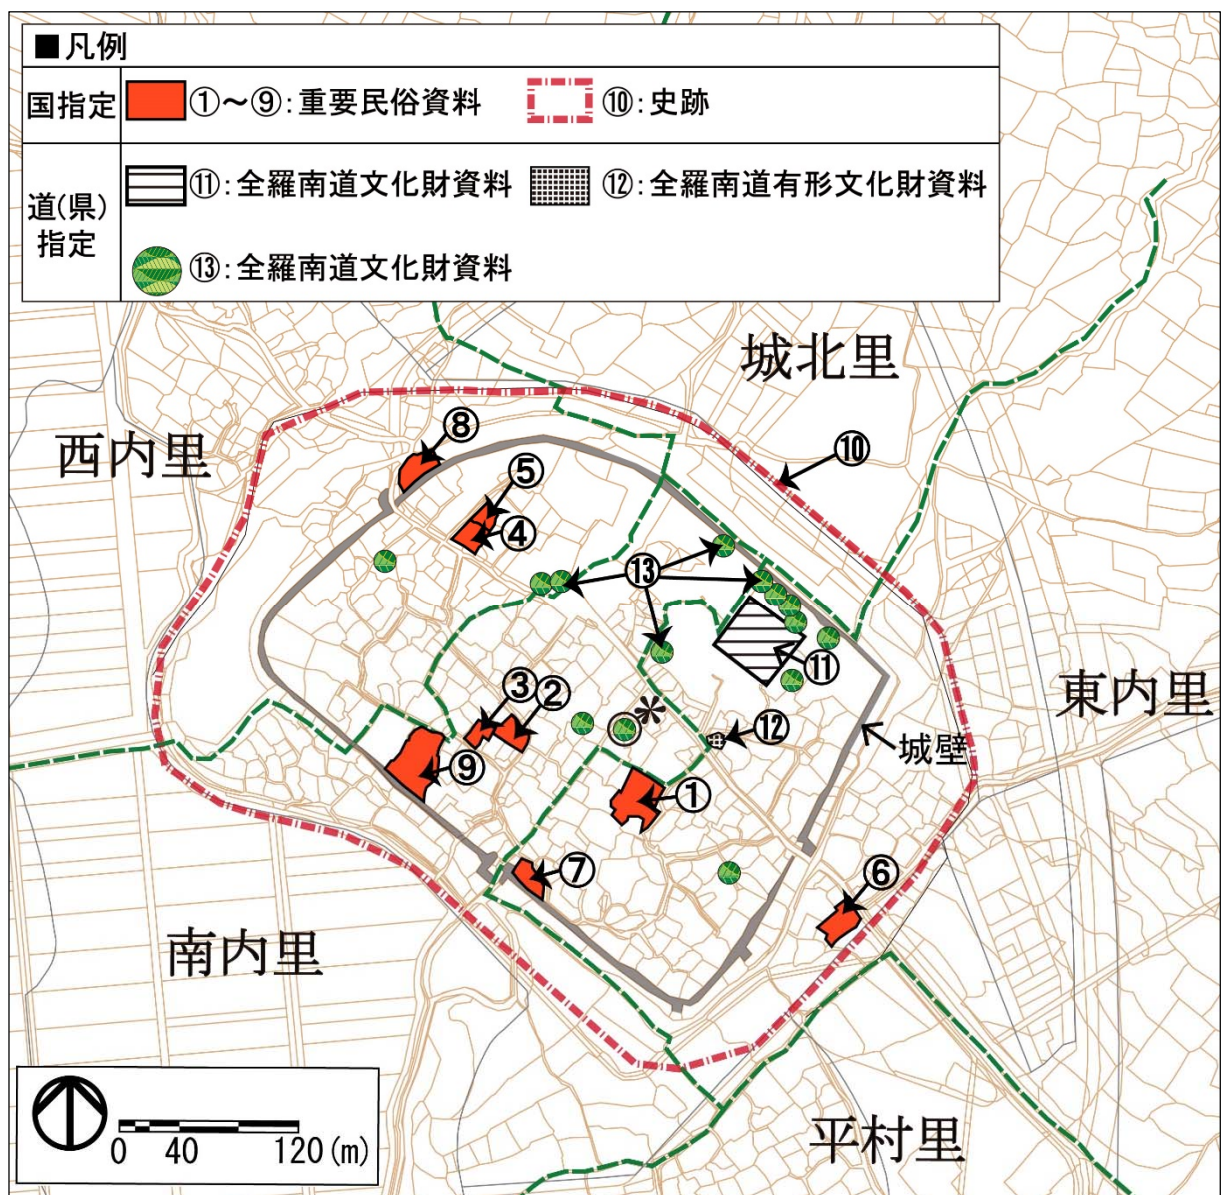 ■凡例
国指定
①～⑨:重要民俗資料
⑩:史跡
道(県)
指定
⑪:全羅南道文化財資料
⑫:全羅南道有形文化財資料
⑬:全羅南道文化財資料
城北里
西内里
⑧
⑩
⑤
④
⑬
⑪
東内里
③
②
*
⑫
城壁
⑨
①
⑦
⑥
南内里
平村里
0 40 120(m)